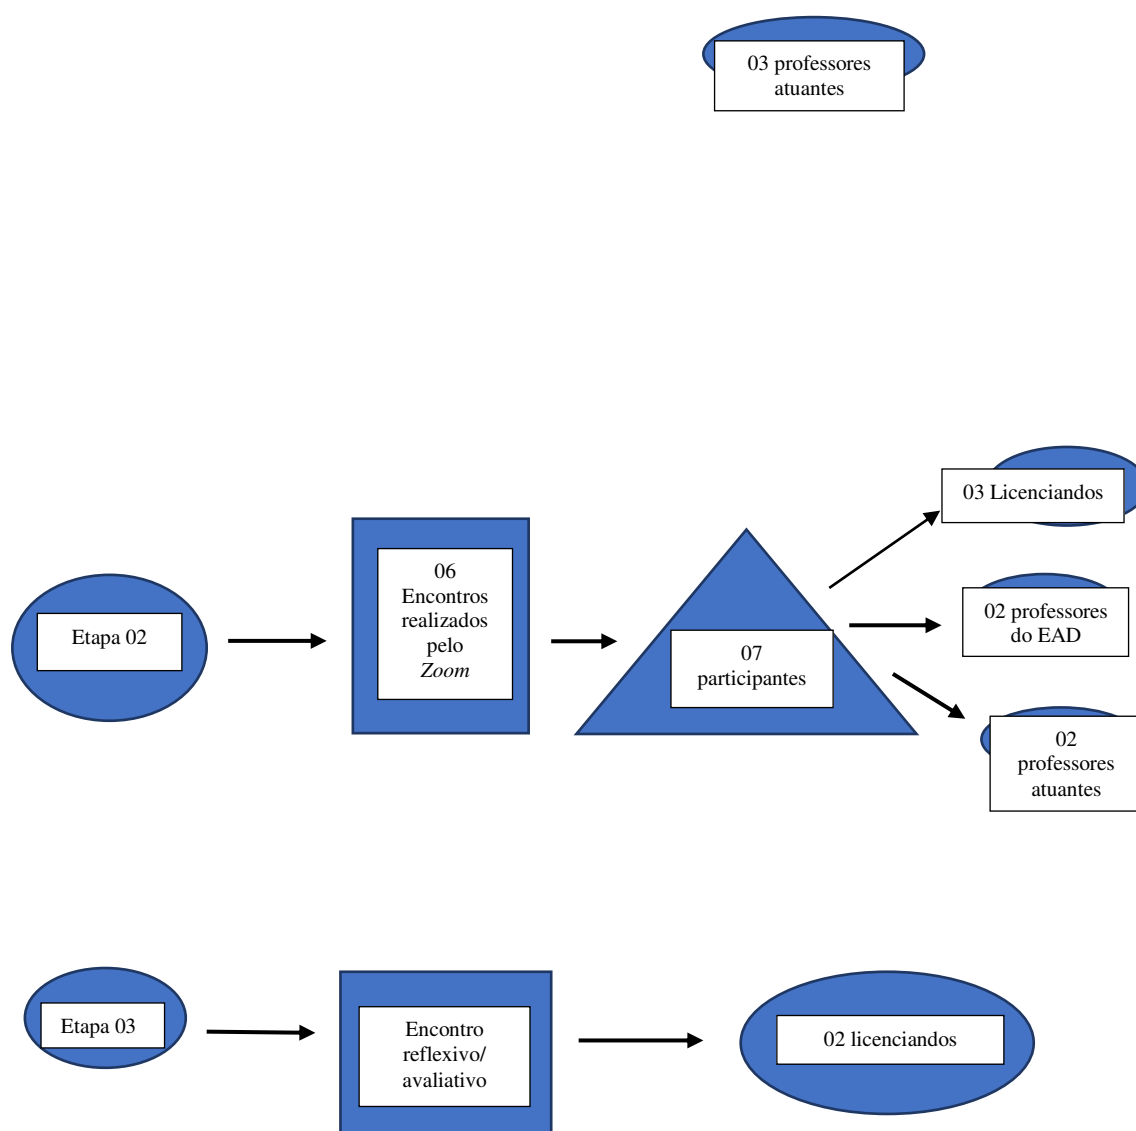 03 professores
atuantes
Etapa 02
06
Encontros
realizados
pelo
Zoom
07
participantes
03 Licenciandos
02 professores
do EAD
02
professores
atuantes
Etapa 03
Encontro
reflexivo/
avaliativo
02 licenciandos